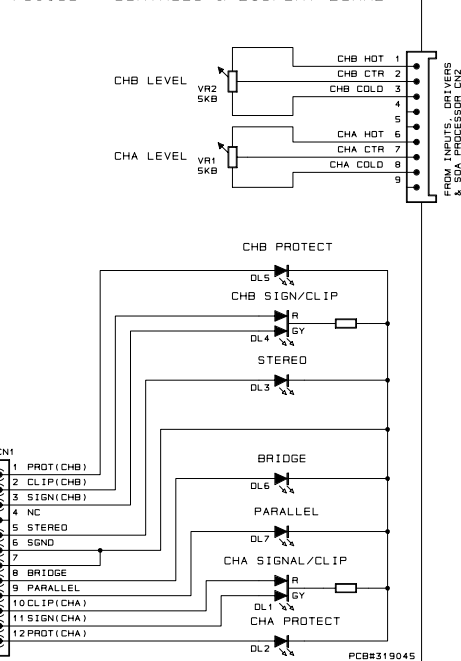 CHB LEVEL
VR2
5KB
CHB HOT 1
CHB CTR 2
CHB COLD 3
4
5
CHA LEVEL
VR1
5KB
CHA HOT 6
CHA CTR 7
CHA COLD 8
9
FROM INPUTS, DRIVERS
& SOA PROCESSOR CN2
CHB PROTECT
DL5
CHB SIGN/CLIP
R
GY
DL4
STEREO
DL3
BRIDGE
DL6
PARALLEL
DL7
CHA SIGNAL/CLIP
R
GY
DL1
CHA PROTECT
DL2
CN1
1 PROT(CHB)
2 CLIP(CHB)
3 SIGN(CHB)
4 NC
5 STEREO
6 SGND
7
8 BRIDGE
9 PARALLEL
10 CLIP(CHA)
11 SIGN(CHA)
12 PROT(CHA)
PCB#319045